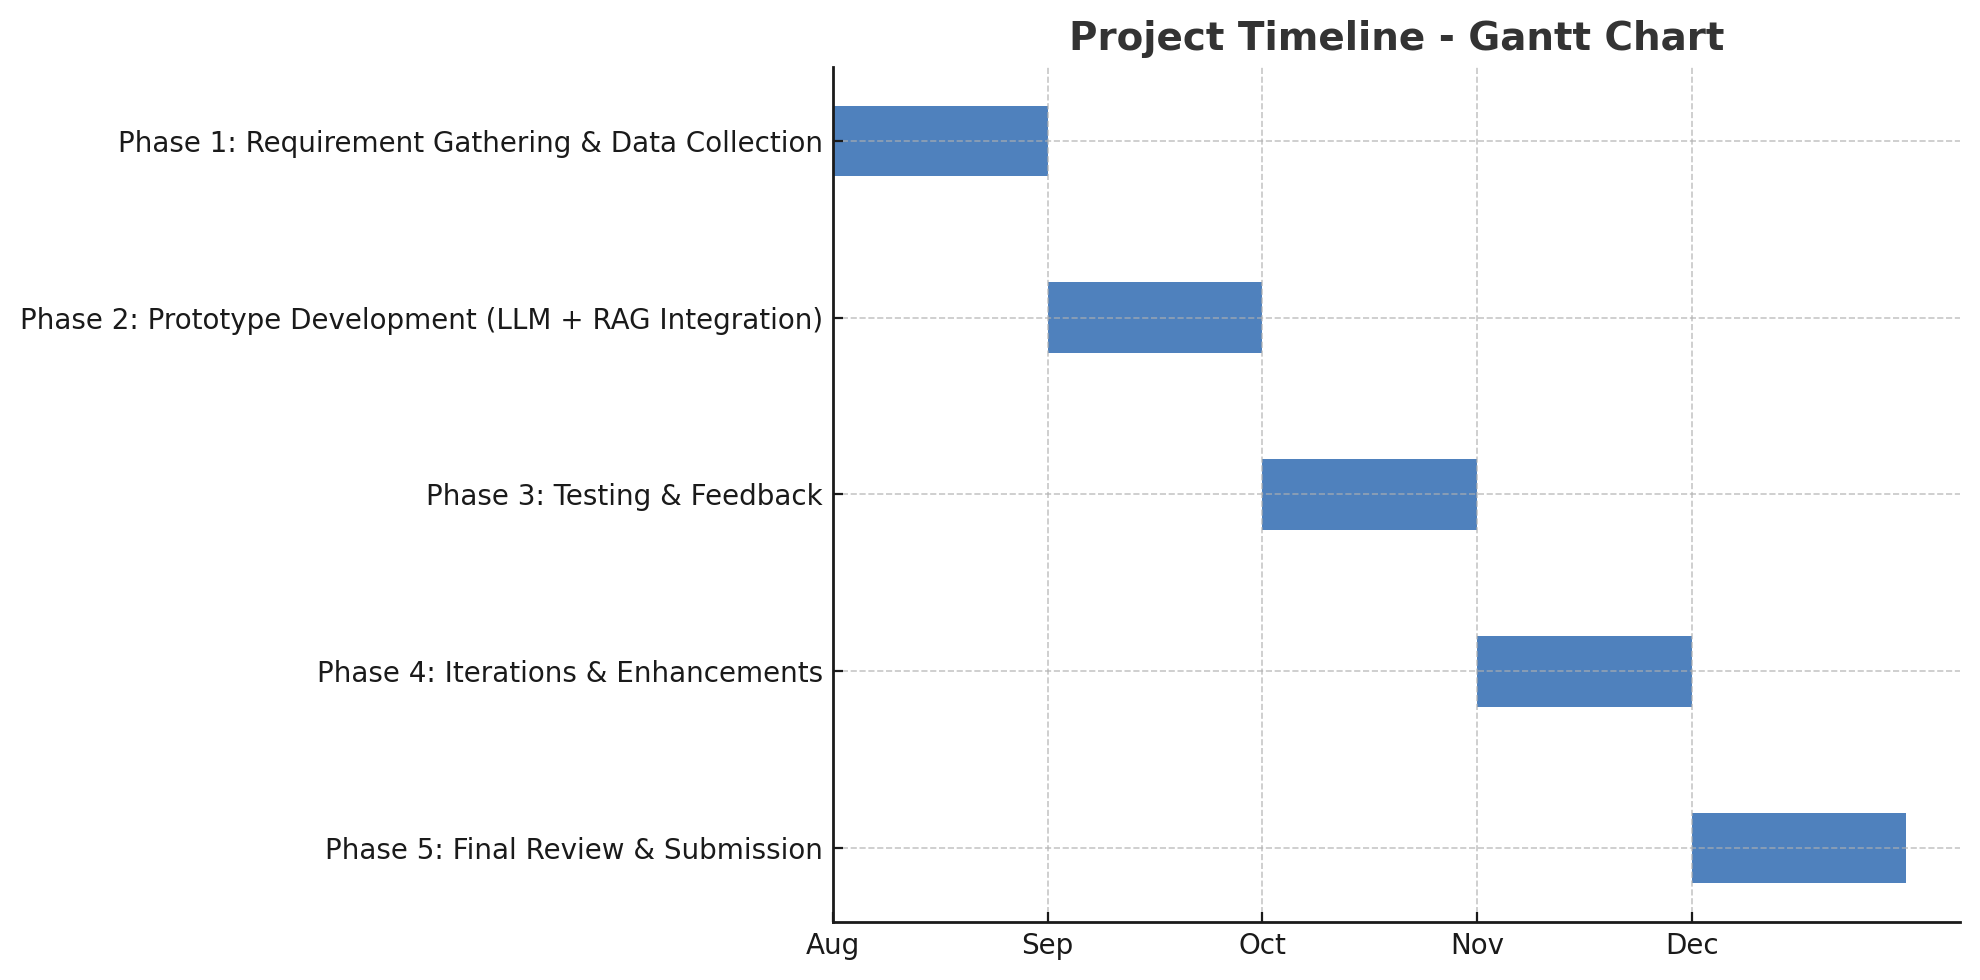 Project Timeline - Gantt Chart
Phase 1: Requirement Gathering & Data Collection
Phase 2: Prototype Development (LLM + RAG Integration)
Phase 3: Testing & Feedback
Phase 4: Iterations & Enhancements
Phase 5: Final Review & Submission
Aug Sep Oct Nov Dec